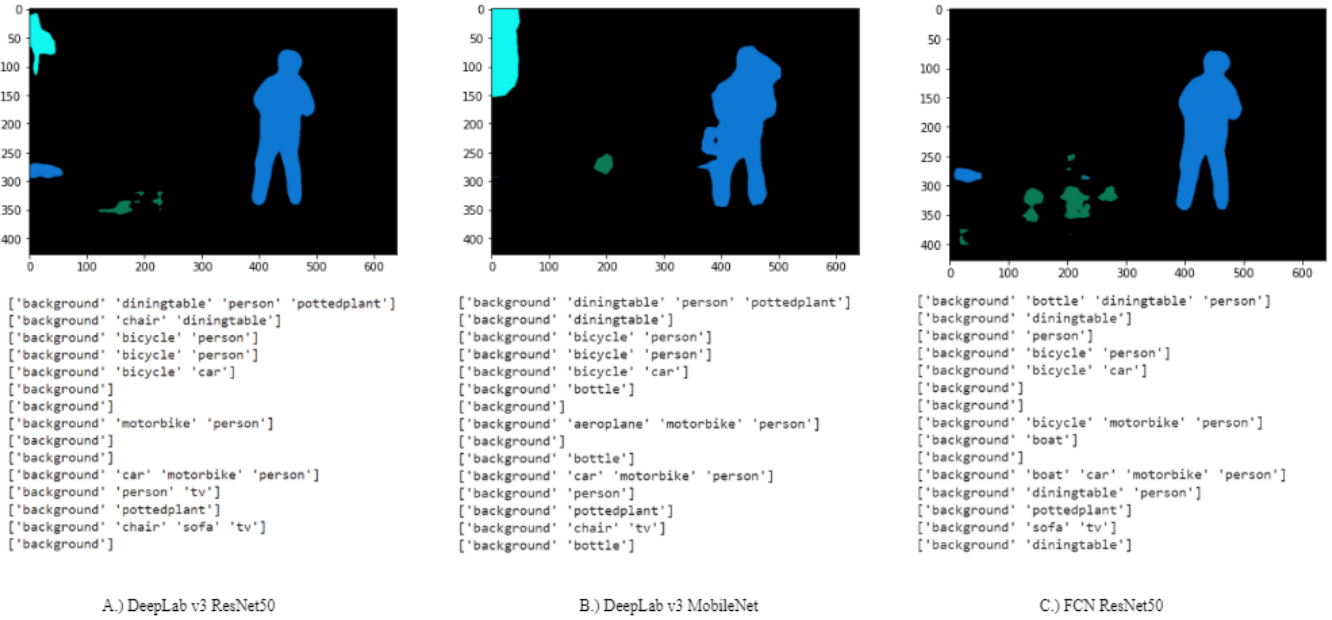 0
50
100
150
200
250
300
350
400
0 100 200 300 400 500 600
['background' 'diningtable' 'person' 'pottedplant']
['background' 'chair' 'diningtable']
['background' 'bicycle' 'person']
['background' 'bicycle' 'person']
['background' 'bicycle' 'car']
['background']
['background']
['background' 'motorbike' 'person']
['background']
['background']
['background' 'car' 'motorbike' 'person']
['background' 'person' 'tv']
['background' 'pottedplant']
['background' 'chair' 'sofa' 'tv']
['background']
A.) DeepLab v3 ResNet50
0
50
100
150
200
250
300
350
400
0 100 200 300 400 500 600
['background' 'diningtable' 'person' 'pottedplant']
['background' 'diningtable']
['background' 'bicycle' 'person']
['background' 'bicycle' 'person']
['background' 'bicycle' 'car']
['background' 'bottle']
['background']
['background' 'aeroplane' 'motorbike' 'person']
['background']
['background' 'bottle']
['background' 'car' 'motorbike' 'person']
['background' 'person']
['background' 'pottedplant']
['background' 'chair' 'tv']
['background' 'bottle']
B.) DeepLab v3 MobileNet
0
50
100
150
200
250
300
350
400
0 100 200 300 400 500 600
['background' 'bottle' 'diningtable' 'person']
['background' 'diningtable']
['background' 'person']
['background' 'bicycle' 'person']
['background' 'bicycle' 'car']
['background']
['background']
['background' 'bicycle' 'motorbike' 'person']
['background' 'boat']
['background']
['background' 'boat' 'car' 'motorbike' 'person']
['background' 'diningtable' 'person']
['background' 'pottedplant']
['background' 'sofa' 'tv']
['background' 'diningtable']
C.) FCN ResNet50